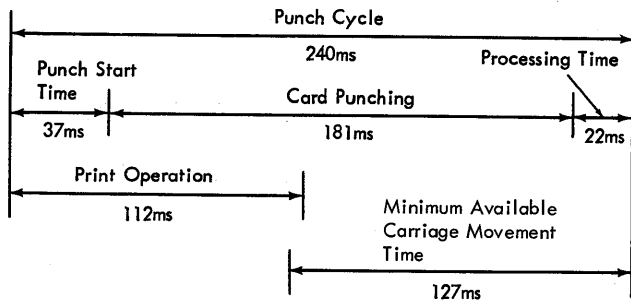 Punch Cycle
240ms
Processing Time
Punch Start
Time
Card Punching
37ms
181ms
22ms
Print Operation
112ms
Minimum Available
Carriage Movement
Time
127ms